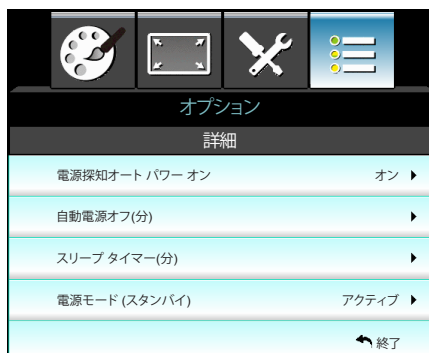 オプション
詳細
電源探知オート パワー オン オン
自動電源オフ(分)
スリープ タイマー(分)
電源モード (スタンバイ) アクティブ
終了